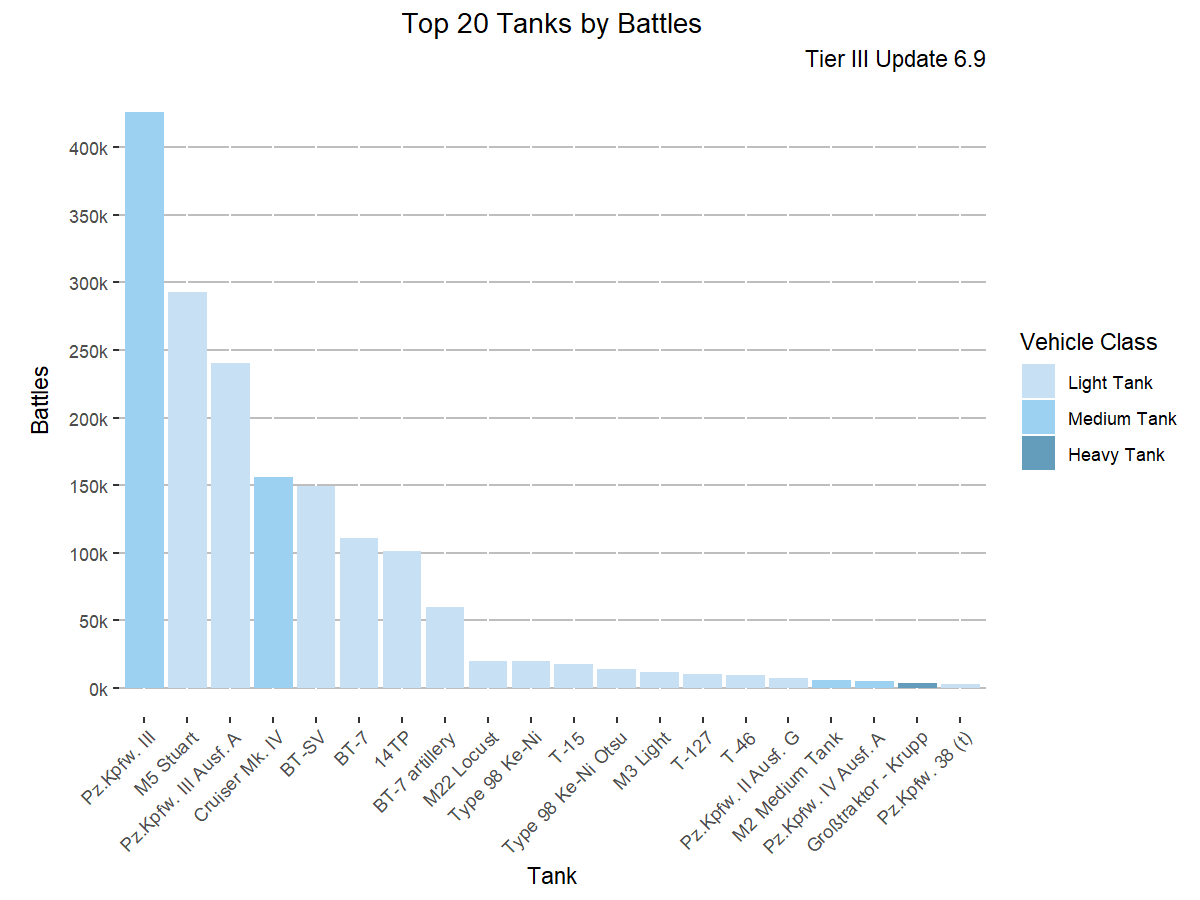 Top 20 Tanks by Battles
Tier III Update 6.9
400k
350k
300k
250k
200k
150k
100k
50k
0k
Battles
Pz.Kpfw. III
M5 Stuart
Pz.Kpfw. III Ausf. A
Cruiser Mk. IV
BT-SV
BT-7
14TP
BT-7 artillery
M22 Locust
Type 98 Ke-Ni
T-15
Type 98 Ke-Ni Otsu
M3 Light
T-127
T-46
Pz.Kpfw. II Ausf. G
M2 Medium Tank
Pz.Kpfw. IV Ausf. A
Großtraktor - Krupp
Pz.Kpfw. 38 (t)
Tank
Vehicle Class
Light Tank
Medium Tank
Heavy Tank